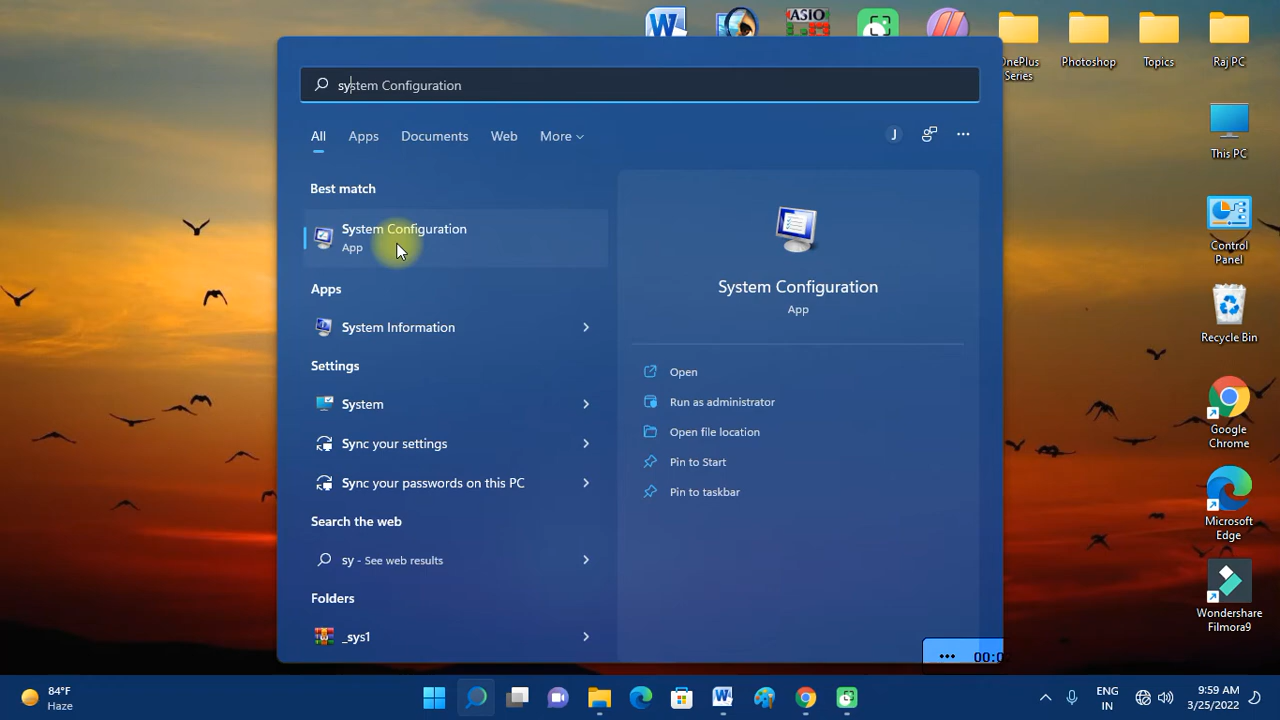 ASIO
OnePlus
Series
Photoshop
Topics
Raj PC
system Configuration
All
Apps
Documents
Web
More
J
Best match
System Configuration
App
Apps
System Information
Settings
System
Sync your settings
Sync your passwords on this PC
Search the web
sy - See web results
Folders
_sys1
System Configuration
App
Open
Run as administrator
Open file location
Pin to Start
Pin to taskbar
This PC
Control
Panel
Recycle Bin
Google
Chrome
Microsoft
Edge
Wondershare
Filmora9
00:0
84°F
Haze
ENG
IN
9:59 AM
3/25/2022